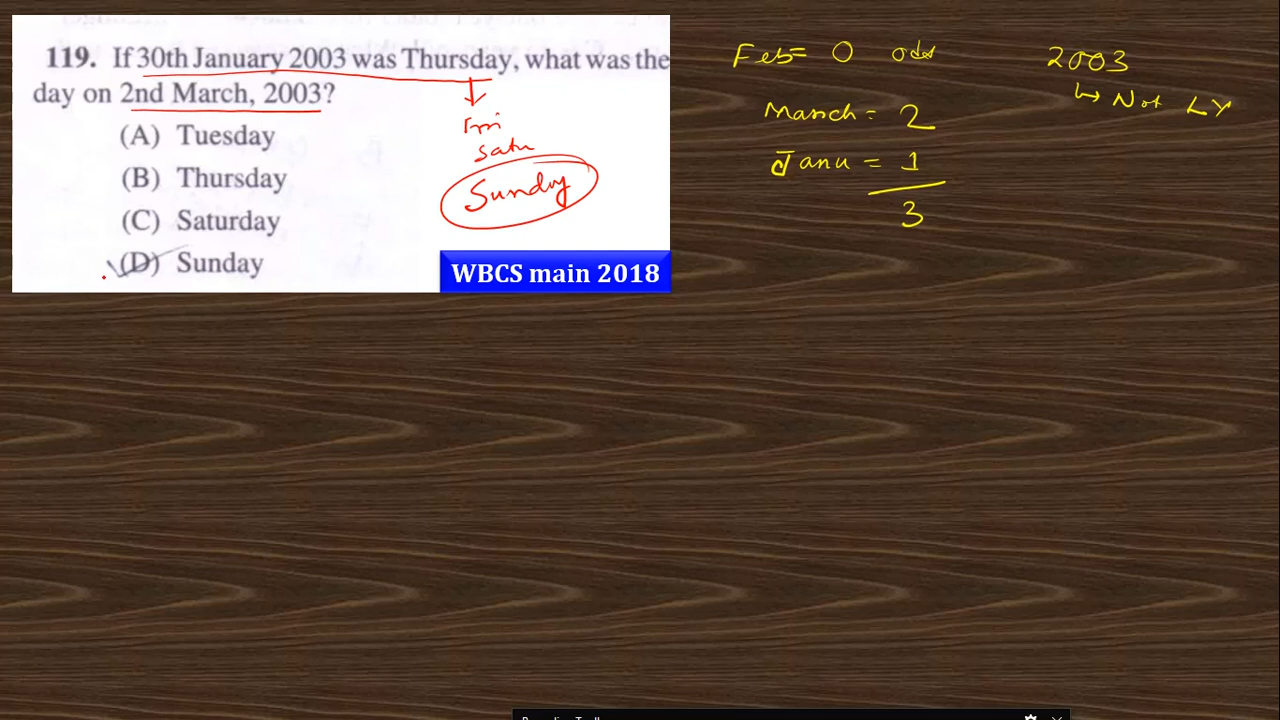 119. If 30th January 2003 was Thursday, what was the
day on 2nd March, 2003?
(A) Tuesday
(B) Thursday
(C) Saturday
(D) Sunday
Fri
Satu
Sunday
WBCS main 2018
Feb = 0 odd
March = 2
Janu = 1
3
2003
↳ Not LY